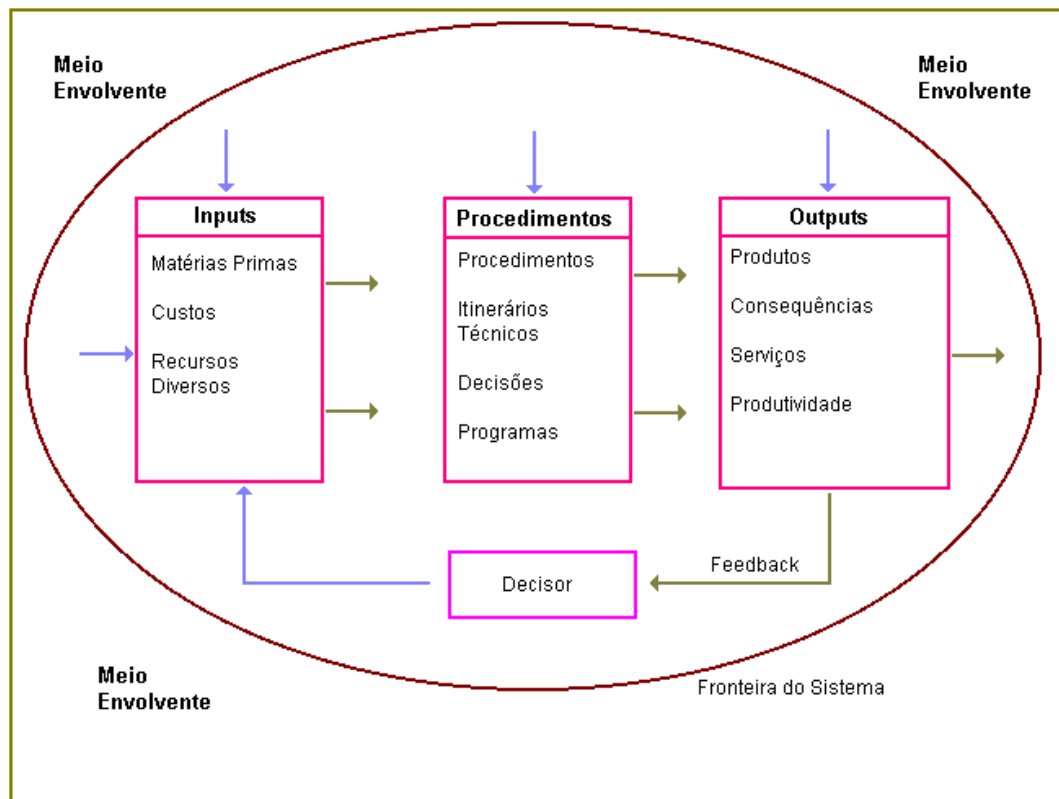 Meio
Envolvente
Meio
Envolvente
Inputs
Matérias Primas
Custos
Recursos
Diversos
Procedimentos
Procedimentos
Itinerários
Técnicos
Decisões
Programas
Outputs
Produtos
Consequências
Serviços
Produtividade
Feedback
Decisor
Meio
Envolvente
Fronteira do Sistema